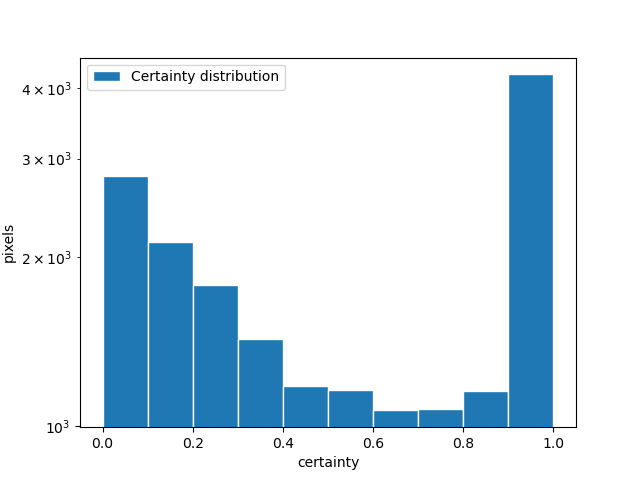 Certainty distribution
4 × 10³
3 × 10³
2 × 10³
10³
pixels
0.0 0.2 0.4 0.6 0.8 1.0
certainty